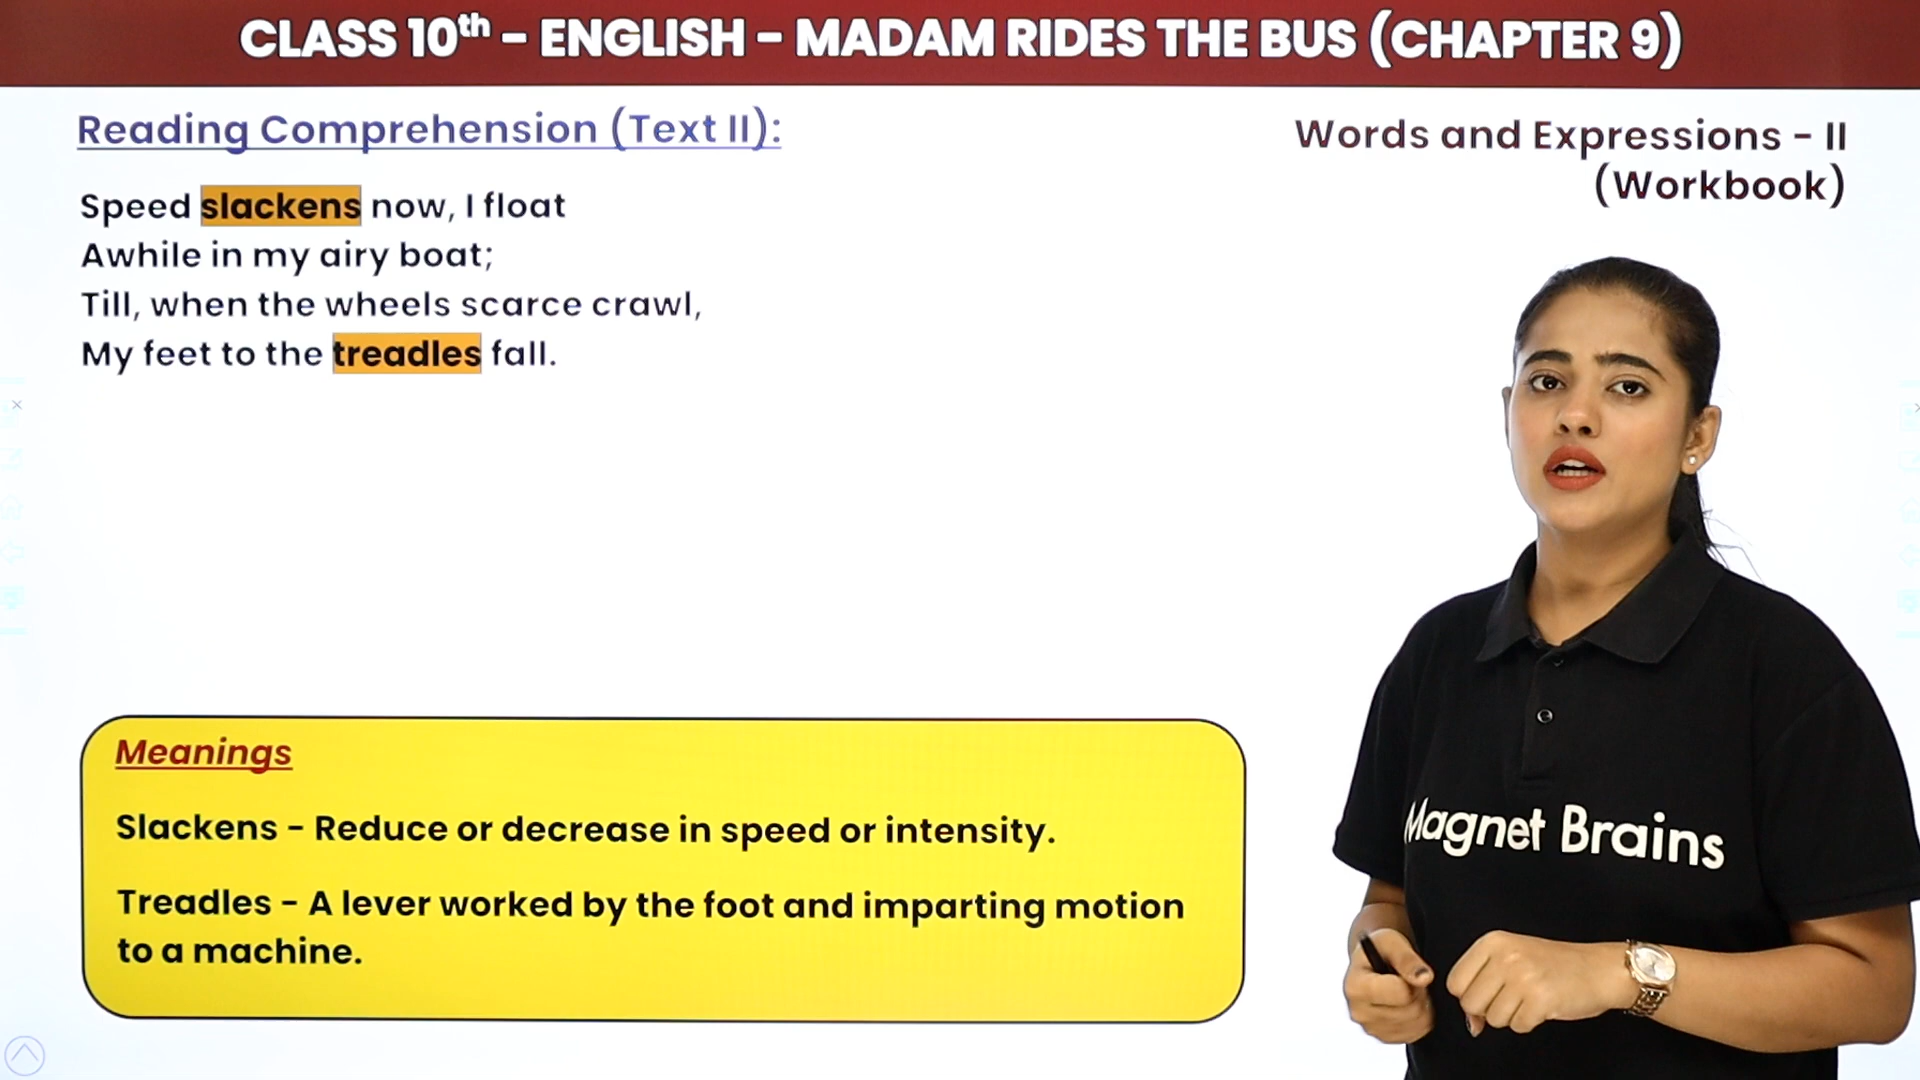 CLASS 10th - ENGLISH - MADAM RIDES THE BUS (CHAPTER 9)
Reading Comprehension (Text II):
Words and Expressions - II
(Workbook)
Speed slackens now, I float
Awhile in my airy boat;
Till, when the wheels scarce crawl,
My feet to the treadles fall.
Meanings
Slackens - Reduce or decrease in speed or intensity.
Treadles - A lever worked by the foot and imparting motion
to a machine.
Magnet Brains